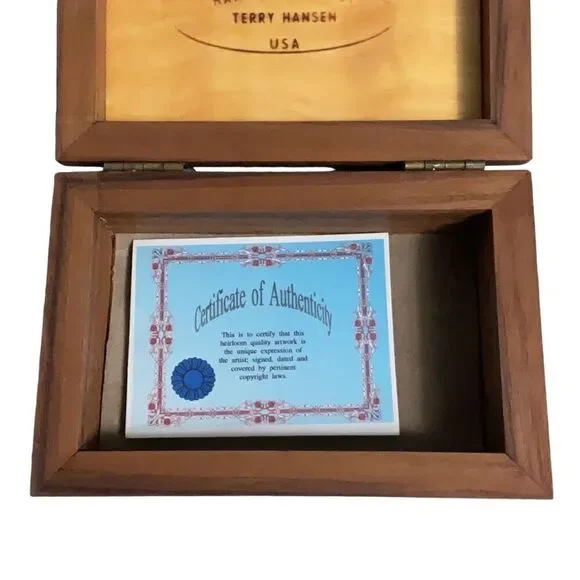 TERRY HANSEN
USA
Certificate of Authenticity
This is to certify that this
heirloom quality artwork is
the unique expression of
the artist; signed, dated and
covered by pertinent
copyright laws.